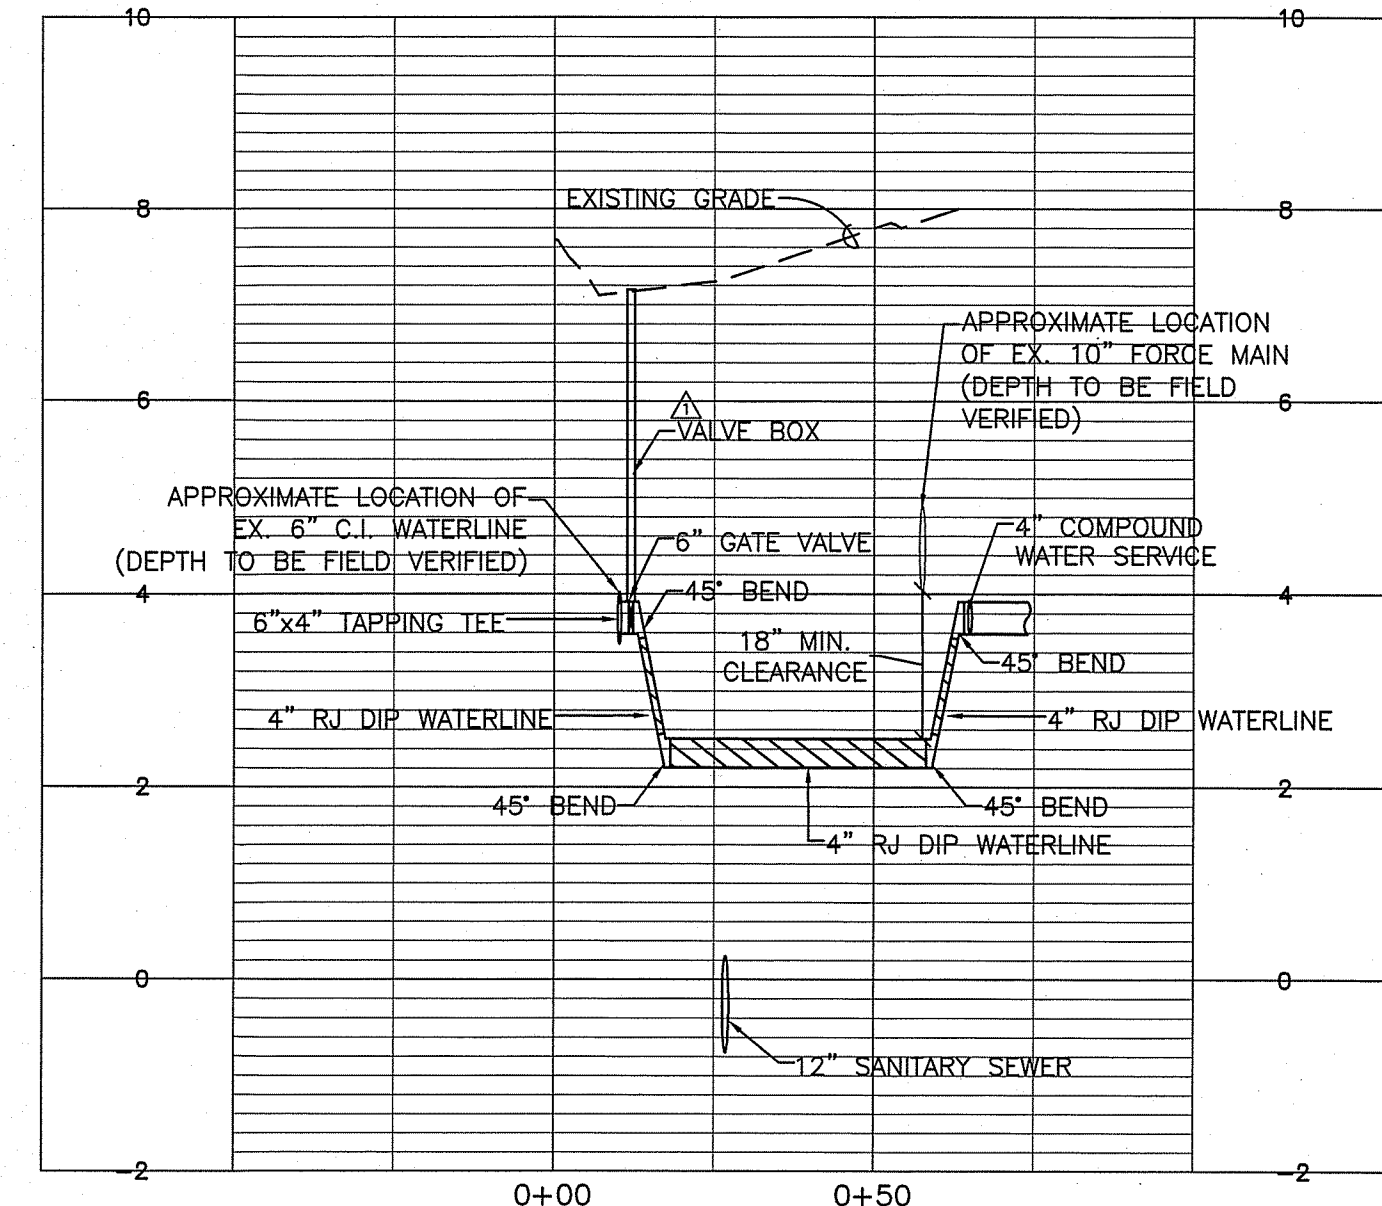 10
10
EXISTING GRADE
8
8
APPROXIMATE LOCATION
OF EX. 10" FORCE MAIN
(DEPTH TO BE FIELD
VERIFIED)
6
6
1
VALVE BOX
APPROXIMATE LOCATION OF
EX. 6" C.I. WATERLINE
(DEPTH TO BE FIELD VERIFIED)
6" GATE VALVE
4" COMPOUND
WATER SERVICE
4
4
45° BEND
6"x4" TAPPING TEE
18" MIN.
CLEARANCE
45° BEND
4" RJ DIP WATERLINE
4" RJ DIP WATERLINE
2
2
45° BEND
45° BEND
4" RJ DIP WATERLINE
0
0
12" SANITARY SEWER
-2
-2
0+00
0+50